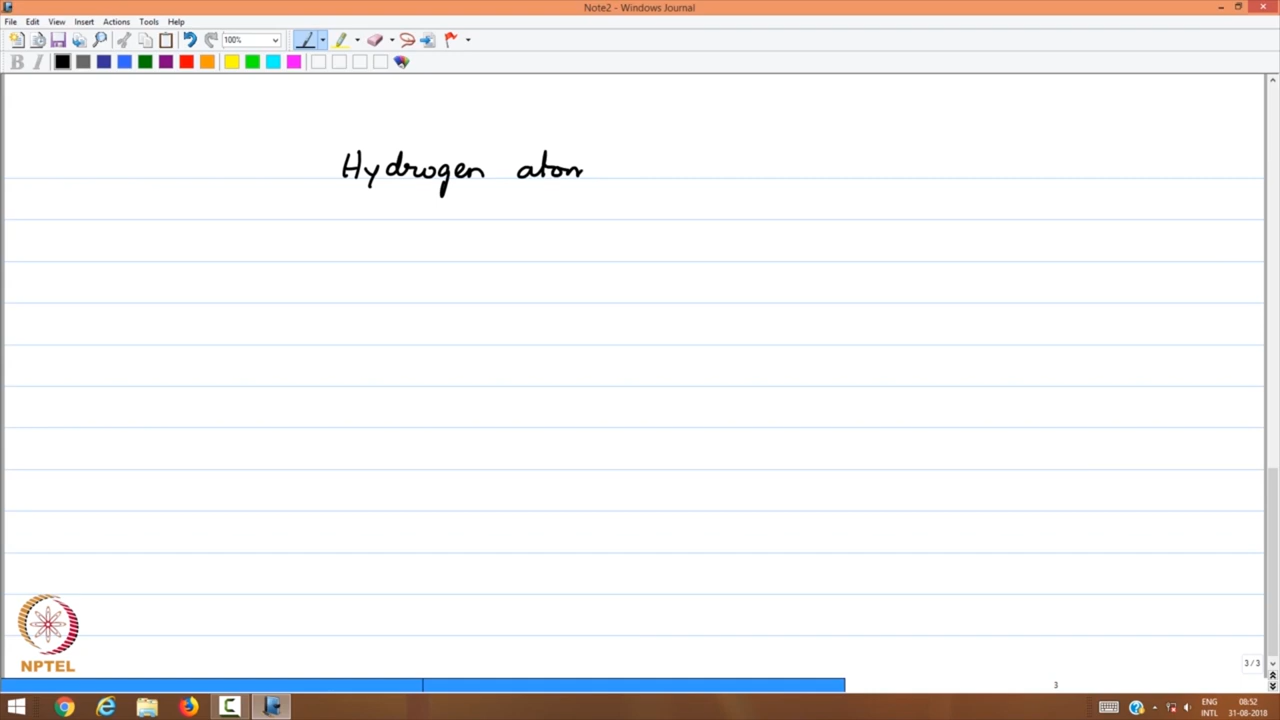 Note2 - Windows Journal
File Edit View Insert Actions Tools Help
100%
B I
Hydrogen atom
NPTEL
3 / 3
3
ENG 08:52
INTL 31-08-2018